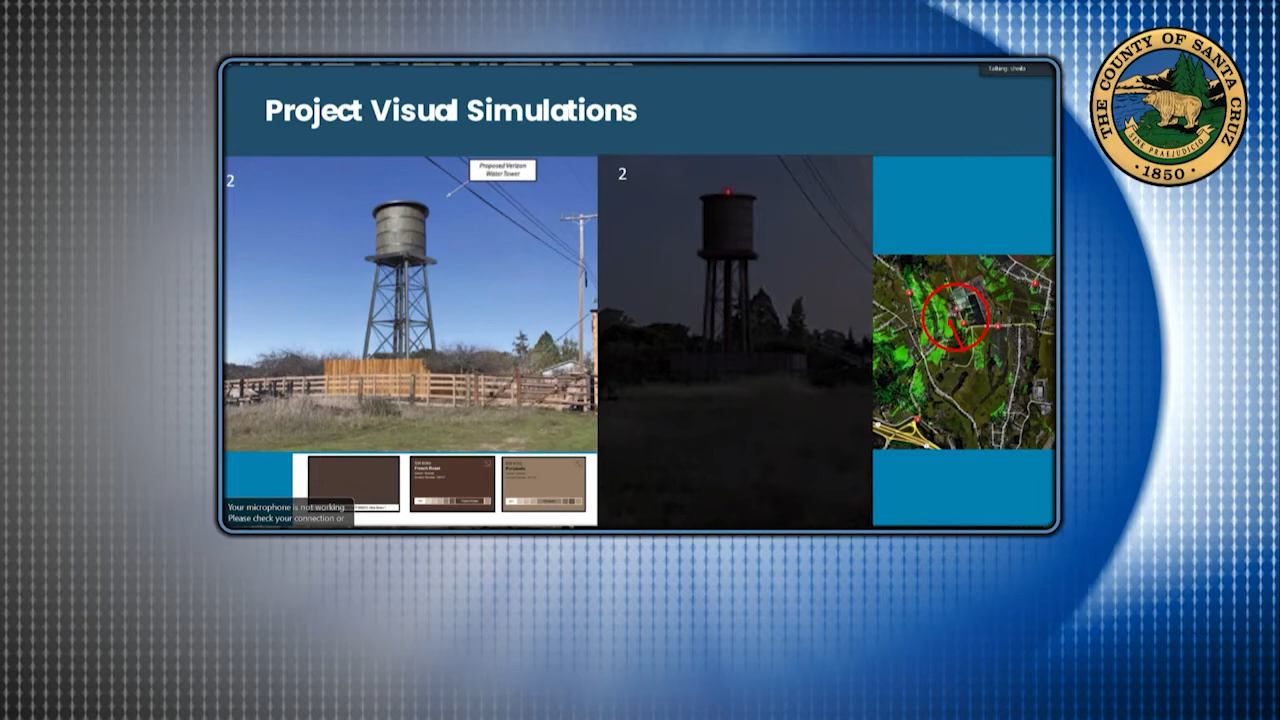 Project Visual Simulations
Talking: sheila
THE COUNTY OF SANTA CRUZ
SINE PRAEJUDICIO
• 1850 •
2
Proposed Verizon
Water Tower
2
French Roast
Portabello
Your microphone is not working.
Please check your connection or